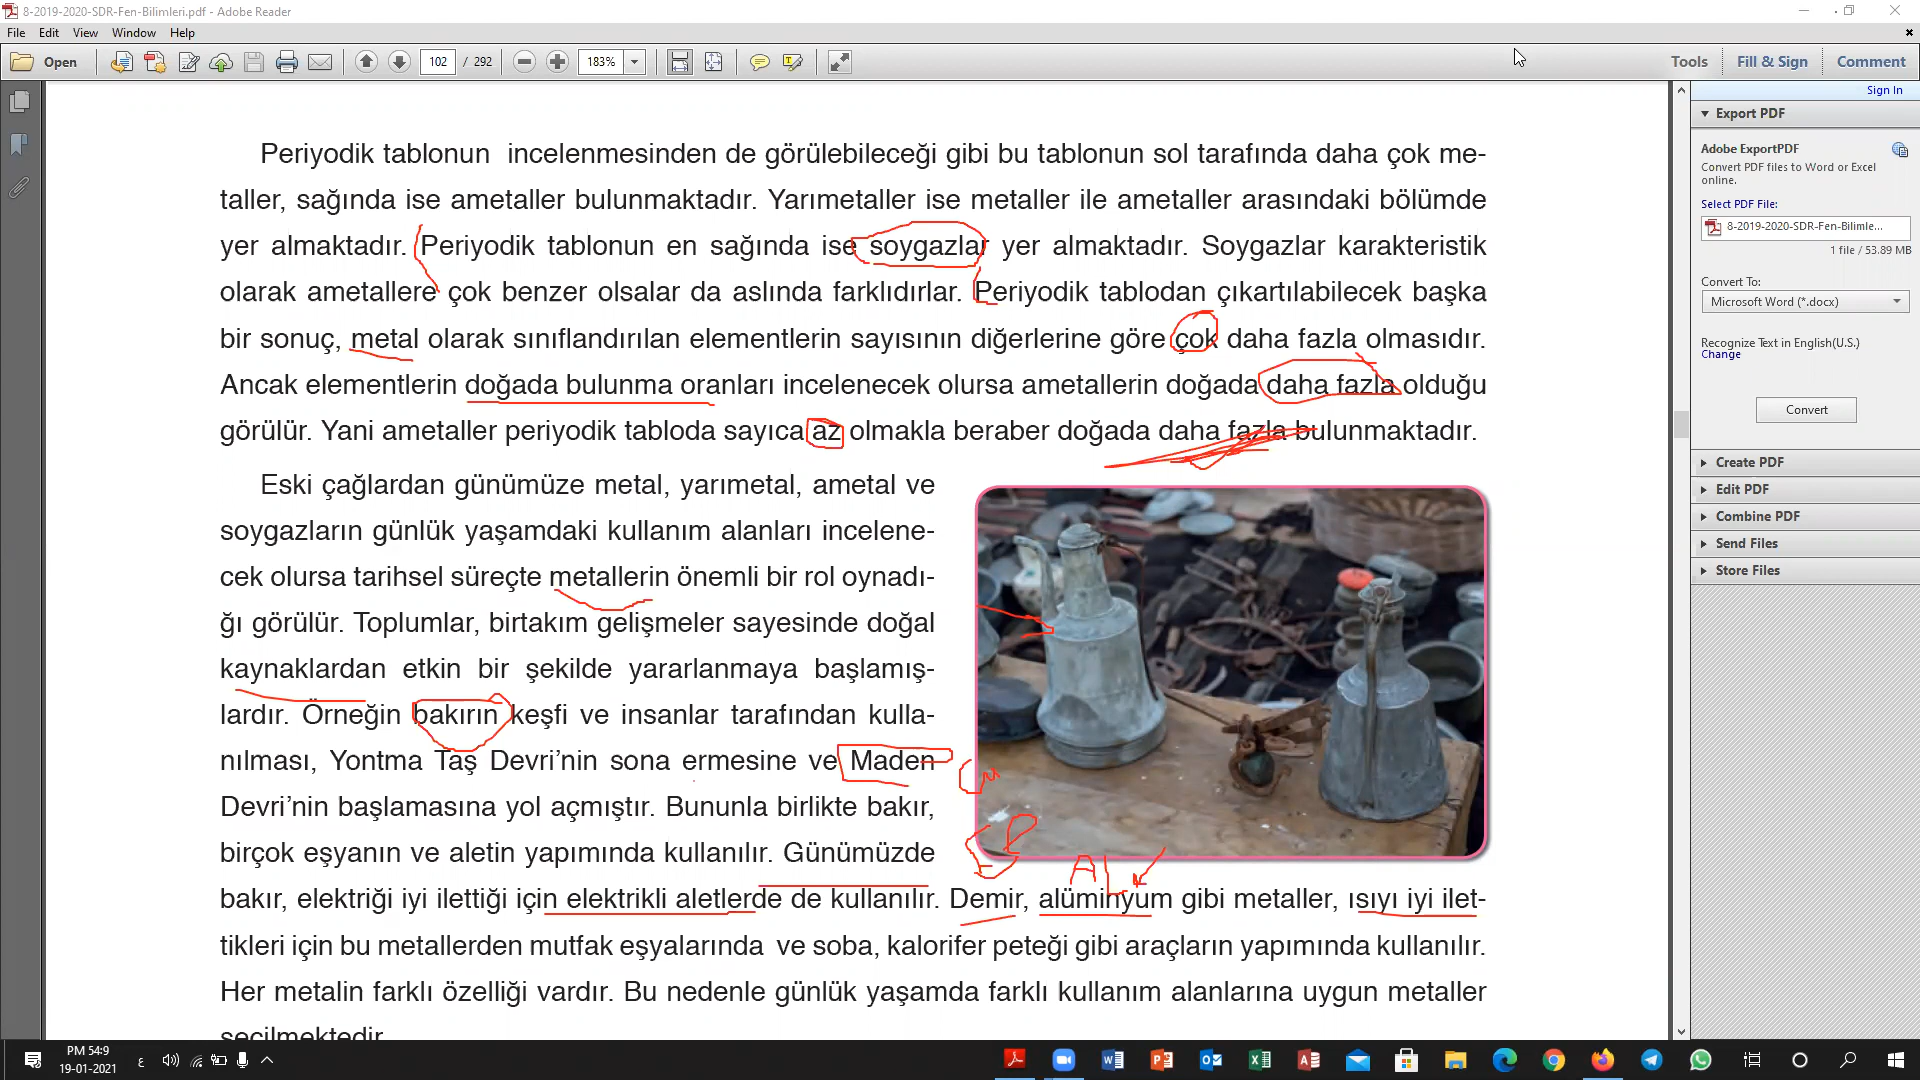 8-2019-2020-SDR-Fen-Bilimleri.pdf - Adobe Reader
File Edit View Window Help
Open 102 / 292 183% Tools Fill & Sign Comment
Sign In
Export PDF
Adobe ExportPDF
Convert PDF files to Word or Excel
online.
Select PDF File:
8-2019-2020-SDR-Fen-Bilimle...
1 file / 53.89 MB
Convert To:
Microsoft Word (*.docx)
Recognize Text in English(U.S.)
Change
Convert
Create PDF
Edit PDF
Combine PDF
Send Files
Store Files
Periyodik tablonun incelenmesinden de görülebileceği gibi bu tablonun sol tarafında daha çok me-
taller, sağında ise ametaller bulunmaktadır. Yarımetaller ise metaller ile ametaller arasındaki bölümde
yer almaktadır. Periyodik tablonun en sağında ise soygazlar yer almaktadır. Soygazlar karakteristik
olarak ametallere çok benzer olsalar da aslında farklıdırlar. Periyodik tablodan çıkartılabilecek başka
bir sonuç, metal olarak sınıflandırılan elementlerin sayısının diğerlerine göre çok daha fazla olmasıdır.
Ancak elementlerin doğada bulunma oranları incelenecek olursa ametallerin doğada daha fazla olduğu
görülür. Yani ametaller periyodik tabloda sayıca az olmakla beraber doğada daha fazla bulunmaktadır.
Eski çağlardan günümüze metal, yarımetal, ametal ve
soygazların günlük yaşamdaki kullanım alanları incelene-
cek olursa tarihsel süreçte metallerin önemli bir rol oynadı-
ğı görülür. Toplumlar, birtakım gelişmeler sayesinde doğal
kaynaklardan etkin bir şekilde yararlanmaya başlamış-
lardır. Örneğin bakırın keşfi ve insanlar tarafından kulla-
nılması, Yontma Taş Devri’nin sona ermesine ve Maden
Devri’nin başlamasına yol açmıştır. Bununla birlikte bakır,
birçok eşyanın ve aletin yapımında kullanılır. Günümüzde
AL
bakır, elektriği iyi ilettiği için elektrikli aletlerde de kullanılır. Demir, alüminyum gibi metaller, ısıyı iyi ilet-
tikleri için bu metallerden mutfak eşyalarında ve soba, kalorifer peteği gibi araçların yapımında kullanılır.
Her metalin farklı özelliği vardır. Bu nedenle günlük yaşamda farklı kullanım alanlarına uygun metaller
seçilmektedir.
PM 54:9
19-01-2021
ع